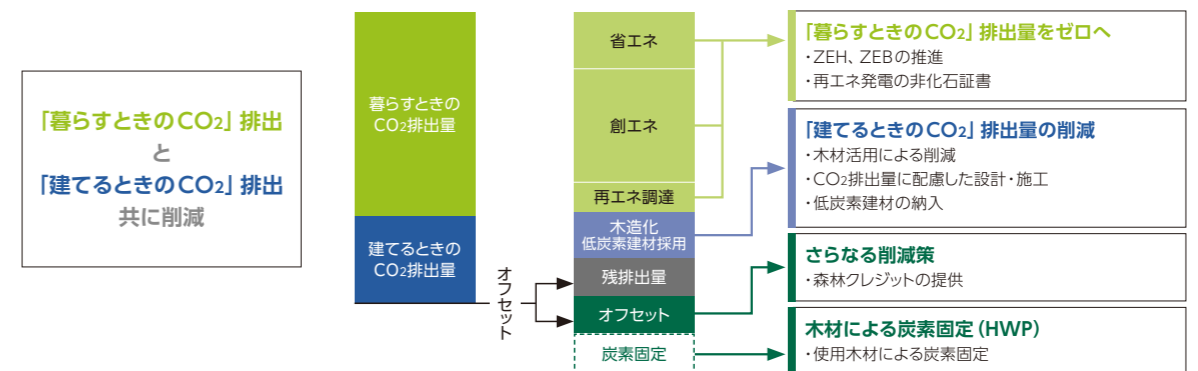 「暮らすときのCO2」排出
と
「建てるときのCO2」排出
共に削減
暮らすときの
CO2排出量
建てるときの
CO2排出量
オフセット
省エネ
創エネ
再エネ調達
木造化
低炭素建材採用
残排出量
オフセット
炭素固定
「暮らすときのCO2」排出量をゼロへ
・ZEH、ZEBの推進
・再エネ発電の非化石証書
「建てるときのCO2」排出量の削減
・木材活用による削減
・CO2排出量に配慮した設計・施工
・低炭素建材の納入
さらなる削減策
・森林クレジットの提供
木材による炭素固定（HWP）
・使用木材による炭素固定